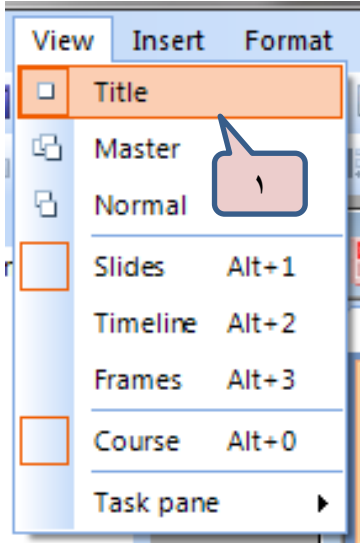 View Insert Format
Title
Master
١
Normal
Slides Alt+1
Timeline Alt+2
Frames Alt+3
Course Alt+0
Task pane